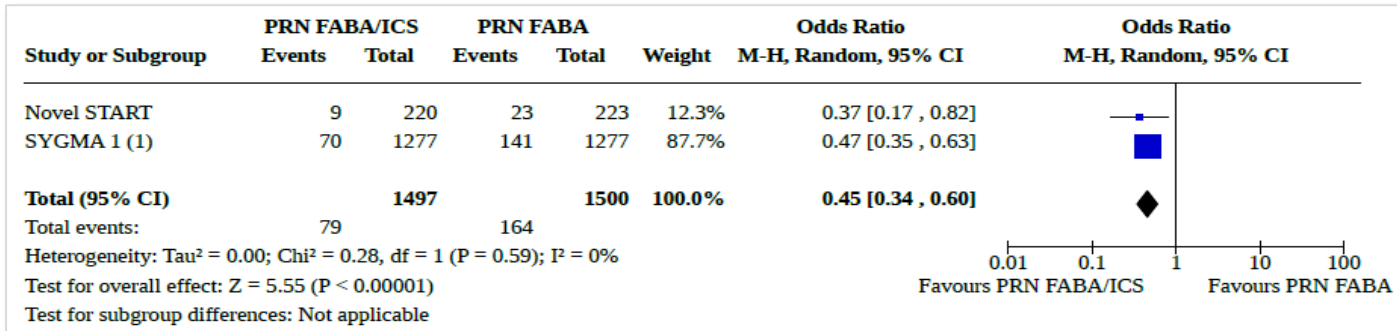 PRN FABA/ICS PRN FABA Odds Ratio Odds Ratio
Study or Subgroup Events Total Events Total Weight M-H, Random, 95% CI M-H, Random, 95% CI
Novel START 9 220 23 223 12.3% 0.37 [0.17 , 0.82]
SYGMA 1 (1) 70 1277 141 1277 87.7% 0.47 [0.35 , 0.63]
Total (95% CI) 1497 1500 100.0% 0.45 [0.34 , 0.60]
Total events: 79 164
Heterogeneity: Tau² = 0.00; Chi² = 0.28, df = 1 (P = 0.59); I² = 0%
0.01 0.1 1 10 100
Test for overall effect: Z = 5.55 (P < 0.00001) Favours PRN FABA/ICS Favours PRN FABA
Test for subgroup differences: Not applicable